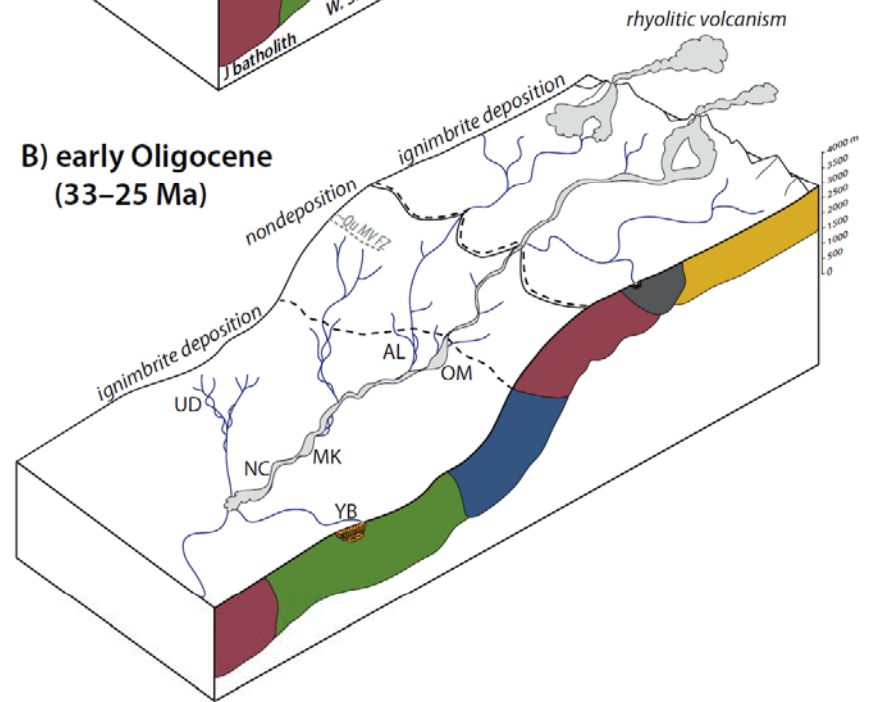 W. S
J batholith
rhyolitic volcanism
B) early Oligocene
(33–25 Ma)
ignimbrite deposition
nondeposition
Qu MV FZ
ignimbrite deposition
4000 m
3500
3000
2500
2000
1500
1000
500
0
AL
OM
UD
NC
MK
YB